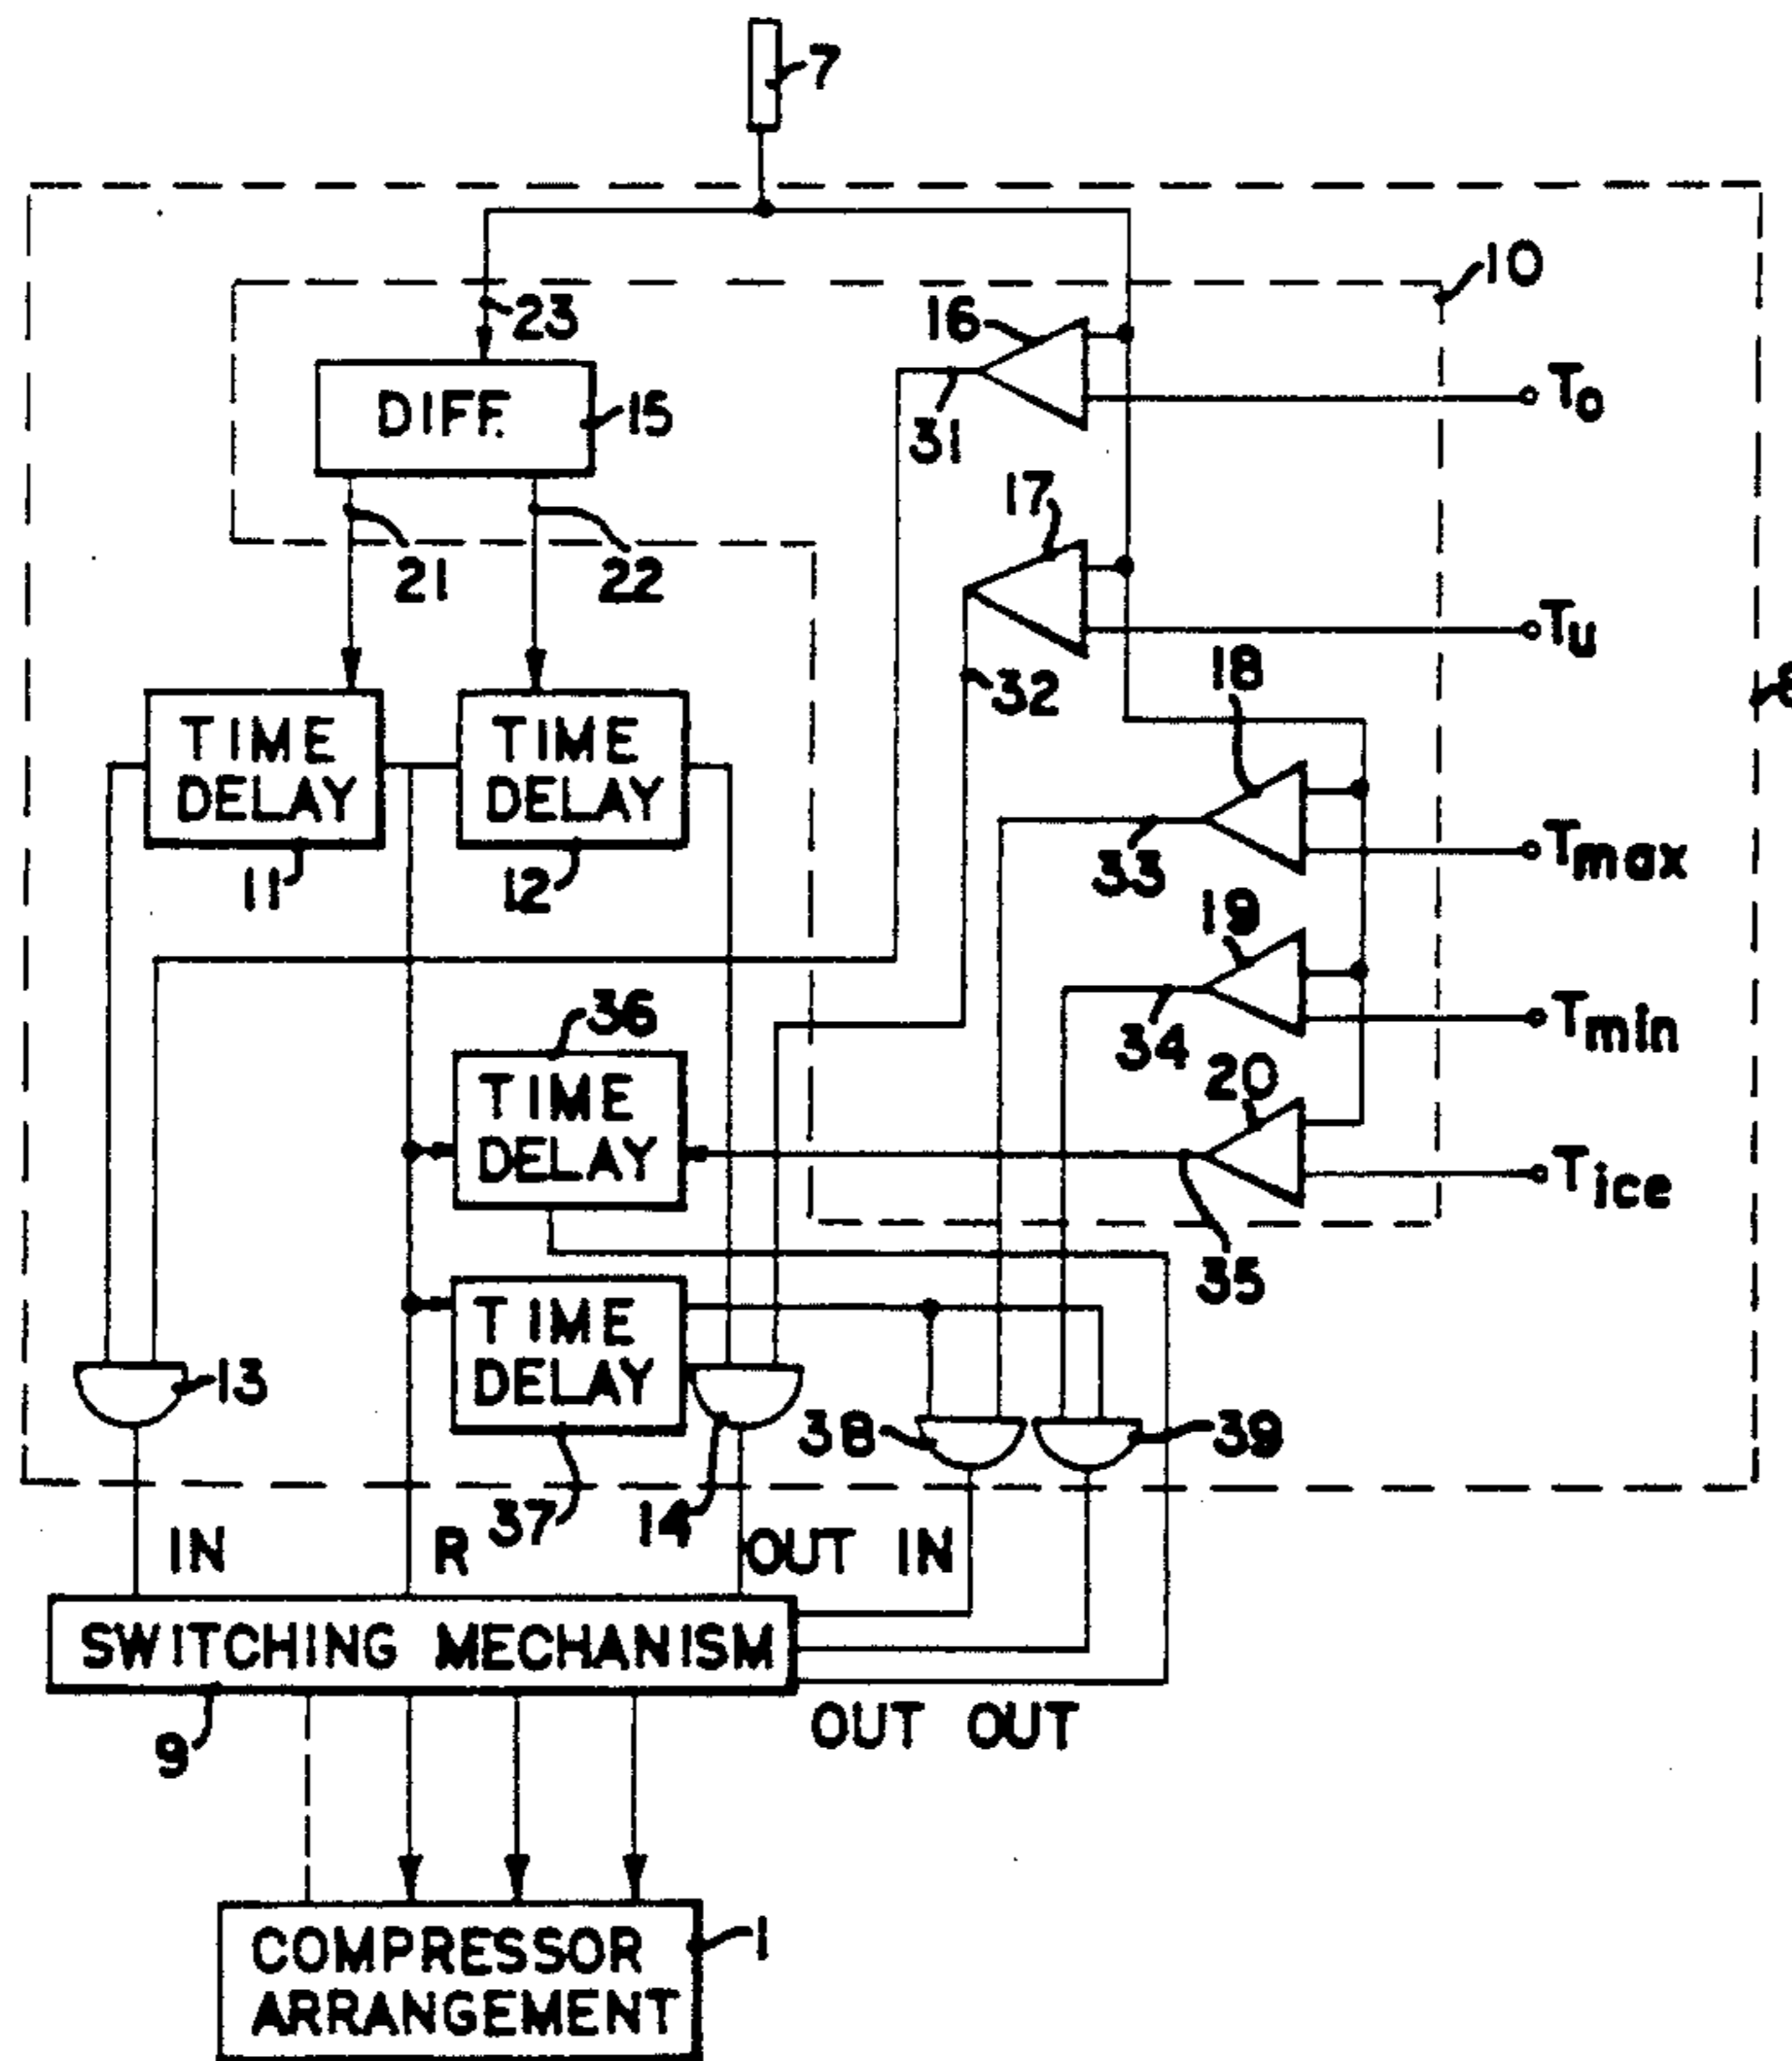 7
10
23
16
T₀
DIFF.
15
31
17
21
22
Tu
18
32
8
TIME DELAY
TIME DELAY
Tmax
33
11
12
19
36
Tmin
34
TIME DELAY
20
Tice
35
TIME DELAY
13
38
39
37
14
IN
R
OUT
IN
SWITCHING MECHANISM
OUT OUT
9
COMPRESSOR
ARRANGEMENT
1